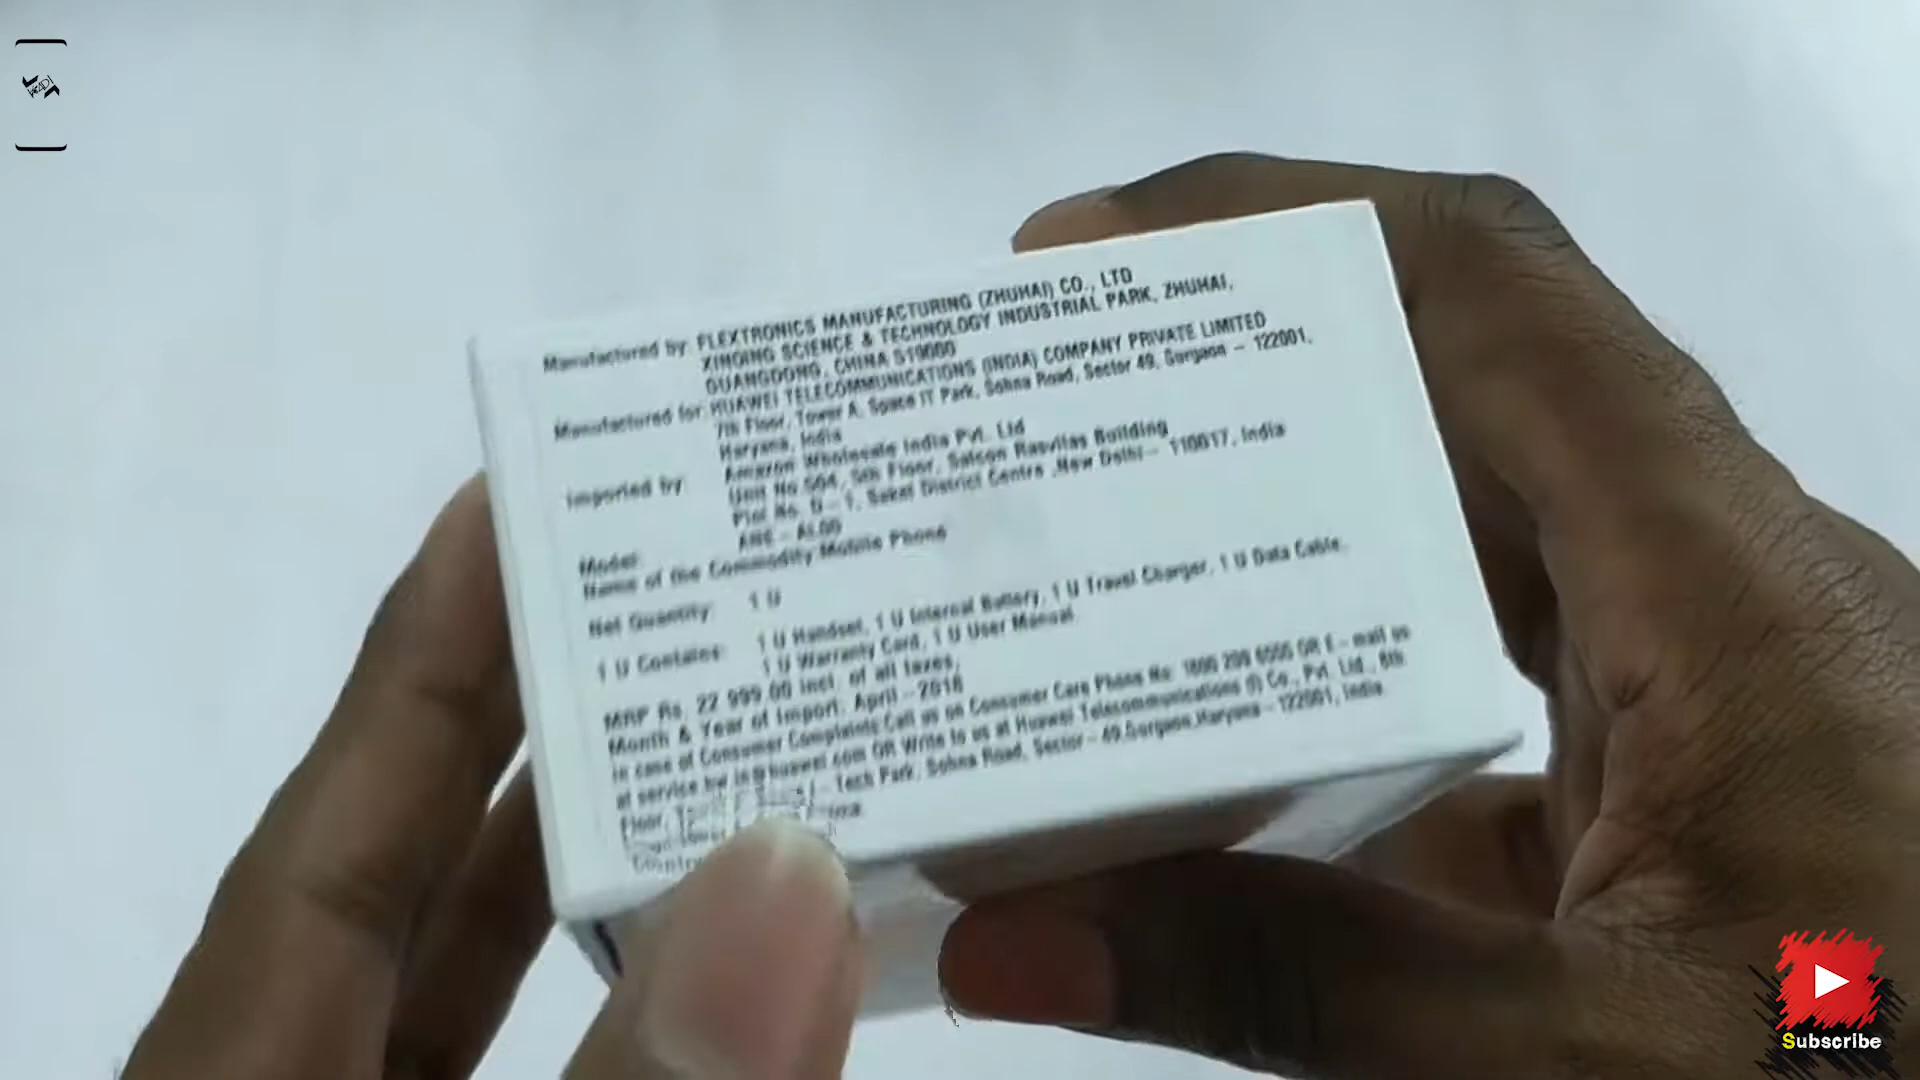 Manufactured by: FLEXTRONICS MANUFACTURING (ZHUHAI) CO., LTD
XINQING SCIENCE & TECHNOLOGY INDUSTRIAL PARK, ZHUHAI,
GUANGDONG, CHINA 519000
Manufactured for: HUAWEI TELECOMMUNICATIONS (INDIA) COMPANY PRIVATE LIMITED
7th Floor, Tower A, Space IT Park, Sohna Road, Sector 49, Gurgaon – 122001,
Haryana, India
Imported by: Amazon Wholesale India Pvt. Ltd
Unit No.504, 5th Floor, Salcon Rasvilas Building
Plot No. D – 1, Saket District Centre ,New Delhi – 110017, India
Model: ANE – AL00
Name of the Commodity:Mobile Phone
Net Quantity: 1 U
1 U Contains: 1 U Handset, 1 U Internal Battery, 1 U Travel Charger, 1 U Data Cable,
1 U Warranty Card, 1 U User Manual
MRP Rs. 22 999.00 incl. of all taxes,
Month & Year of Import: April – 2018
In case of Consumer Complaints:Call us on Consumer Care Phone No: 1800 209 6555 OR E – mail us
at service.hw.in@huawei.com OR Write to us at Huawei Telecommunications (I) Co., Pvt. Ltd., 6th
Floor, – Tech Park, Sohna Road, Sector – 49,Gurgaon,Haryana – 122001, India
Country
Subscribe